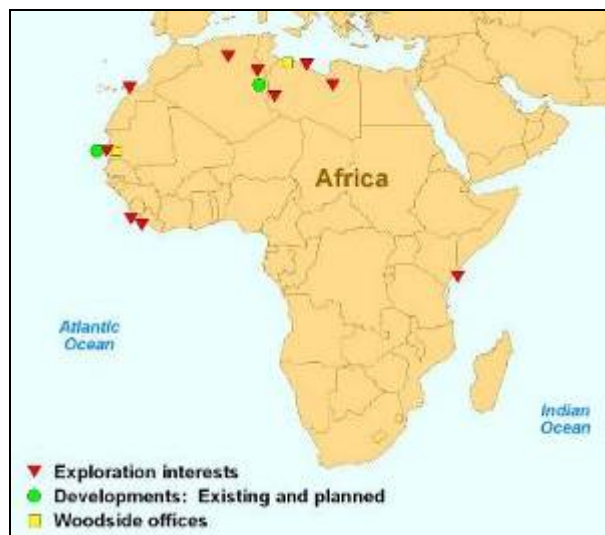 Africa
Atlantic
Ocean
Indian
Ocean
Exploration interests
Developments: Existing and planned
Woodside offices